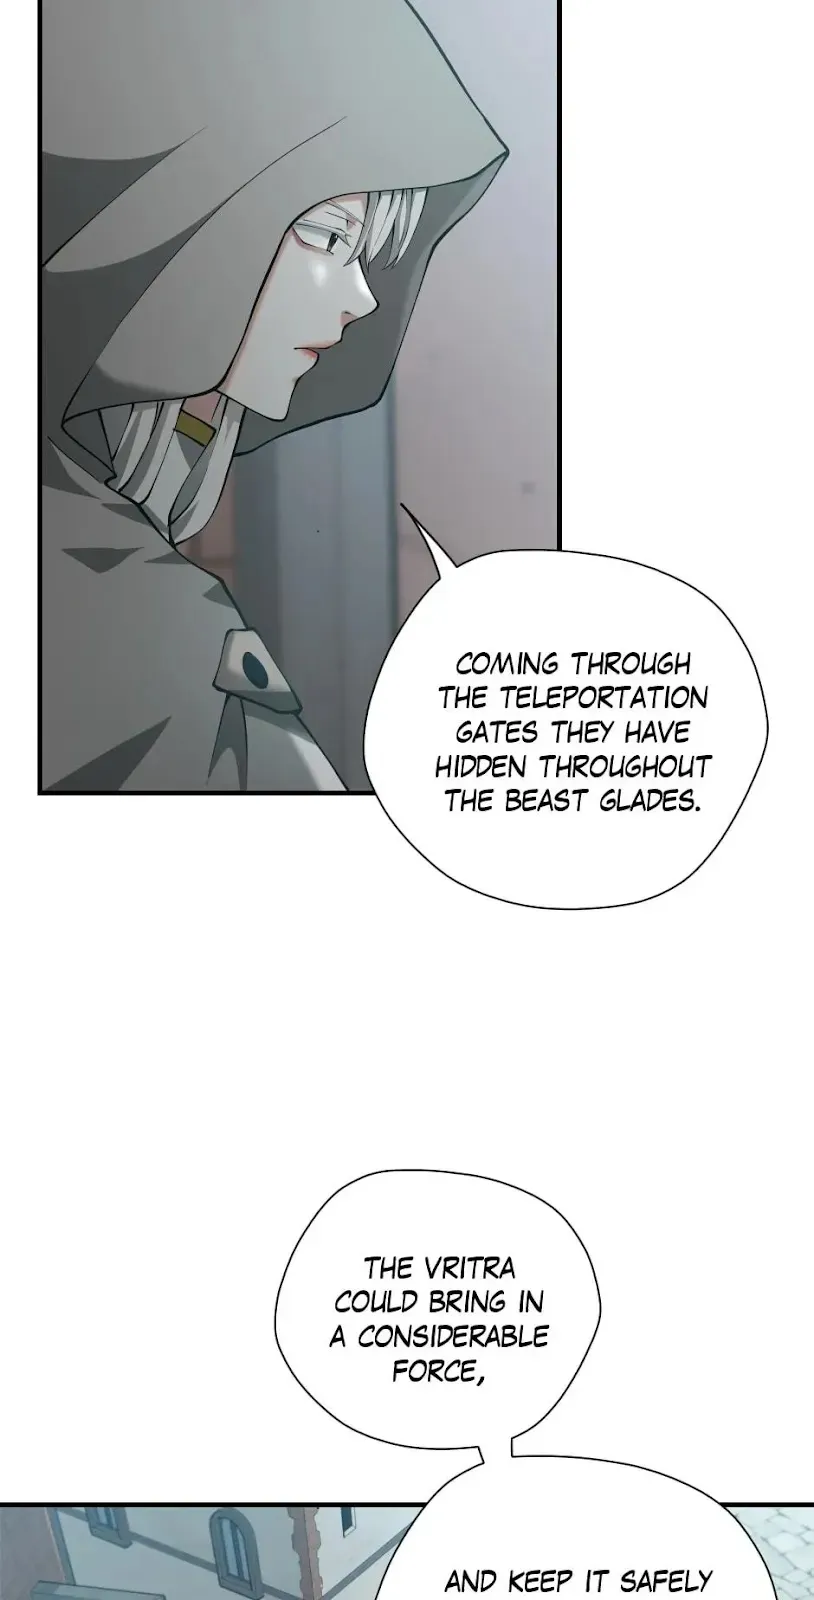 COMING THROUGH
THE TELEPORTATION
GATES THEY HAVE
HIDDEN THROUGHOUT
THE BEAST GLADES.
THE VRITRA
COULD BRING IN
A CONSIDERABLE
FORCE,
AND KEEP IT SAFELY